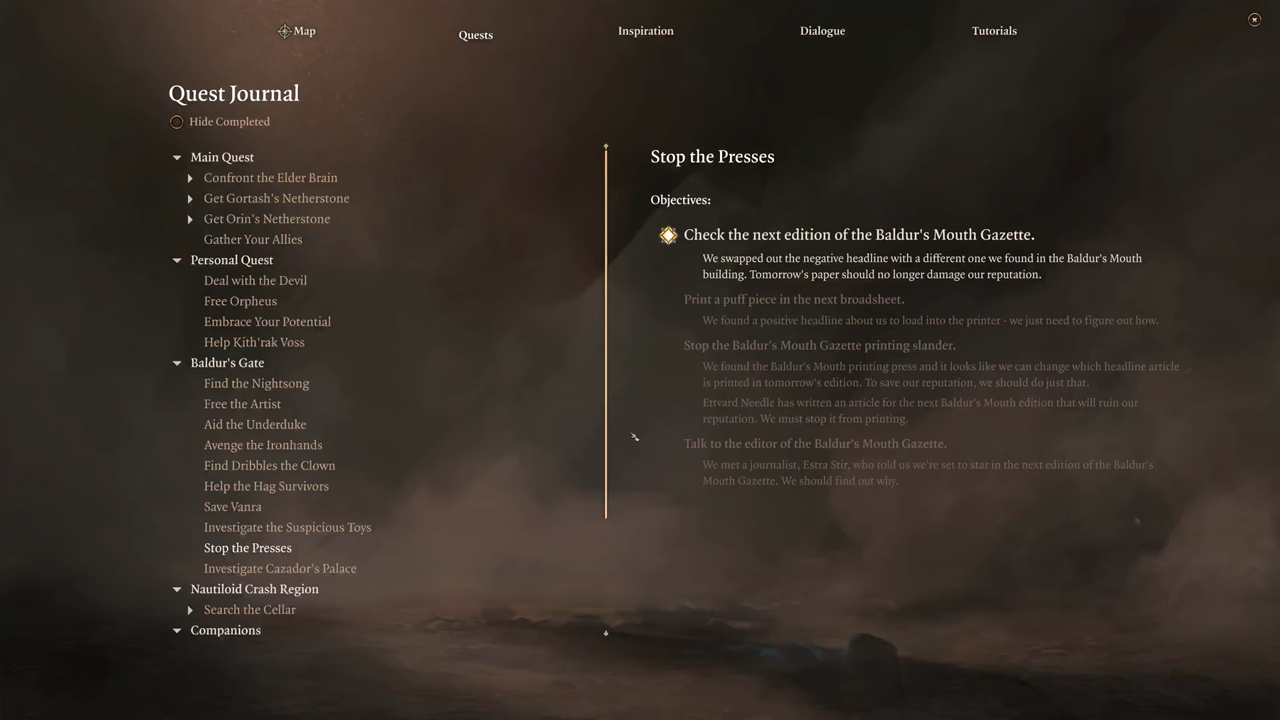 Map
Quests
Inspiration
Dialogue
Tutorials
Quest Journal
Hide Completed
Main Quest
Confront the Elder Brain
Get Gortash's Netherstone
Get Orin's Netherstone
Gather Your Allies
Personal Quest
Deal with the Devil
Free Orpheus
Embrace Your Potential
Help Kith'rak Voss
Baldur's Gate
Find the Nightsong
Free the Artist
Aid the Underduke
Avenge the Ironhands
Find Dribbles the Clown
Help the Hag Survivors
Save Vanra
Investigate the Suspicious Toys
Stop the Presses
Investigate Cazador's Palace
Nautiloid Crash Region
Search the Cellar
Companions
Stop the Presses
Objectives:
Check the next edition of the Baldur's Mouth Gazette.
We swapped out the negative headline with a different one we found in the Baldur's Mouth
building. Tomorrow's paper should no longer damage our reputation.
Print a puff piece in the next broadsheet.
We found a positive headline about us to load into the printer - we just need to figure out how.
Stop the Baldur's Mouth Gazette printing slander.
We found the Baldur's Mouth printing press and it looks like we can change which headline article
is printed in tomorrow's edition. To save our reputation, we should do just that.
Ettvard Needle has written an article for the next Baldur's Mouth edition that will ruin our
reputation. We must stop it from printing.
Talk to the editor of the Baldur's Mouth Gazette.
We met a journalist, Estra Stir, who told us we're set to star in the next edition of the Baldur's
Mouth Gazette. We should find out why.